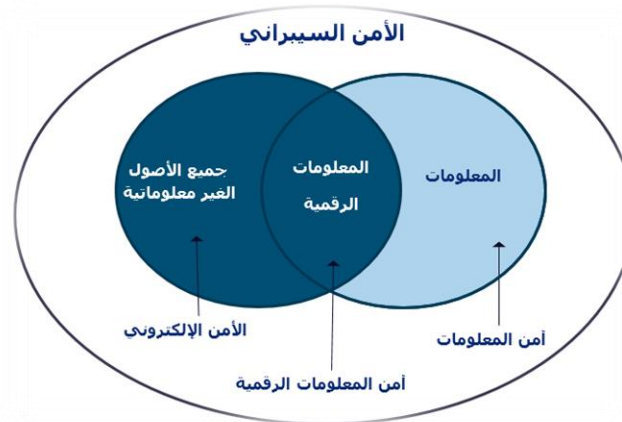 الأمن السيبراني
المعلومات
المعلومات
الرقمية
جميع الأصول
الغير معلوماتية
أمن المعلومات
أمن المعلومات الرقمية
الأمن الإلكتروني